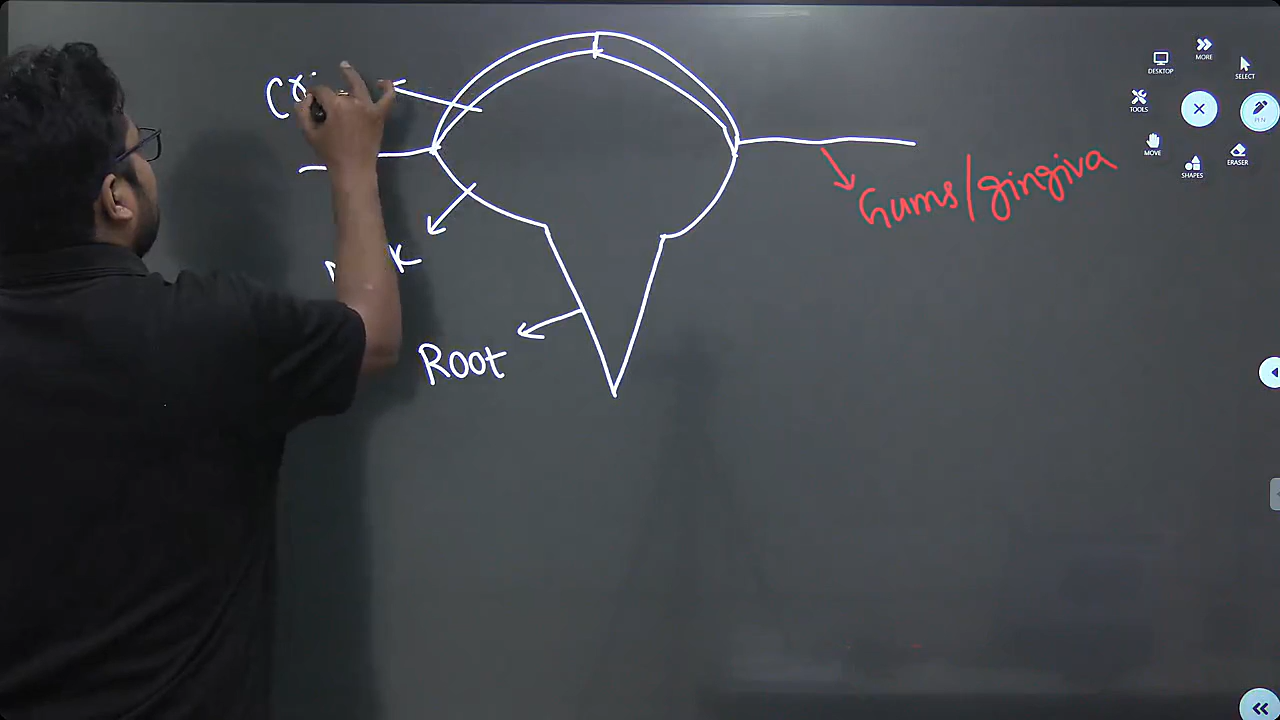 DESKTOP
MORE
SELECT
TOOLS
PEN
MOVE
SHAPES
ERASER
Gums/gingiva
Root